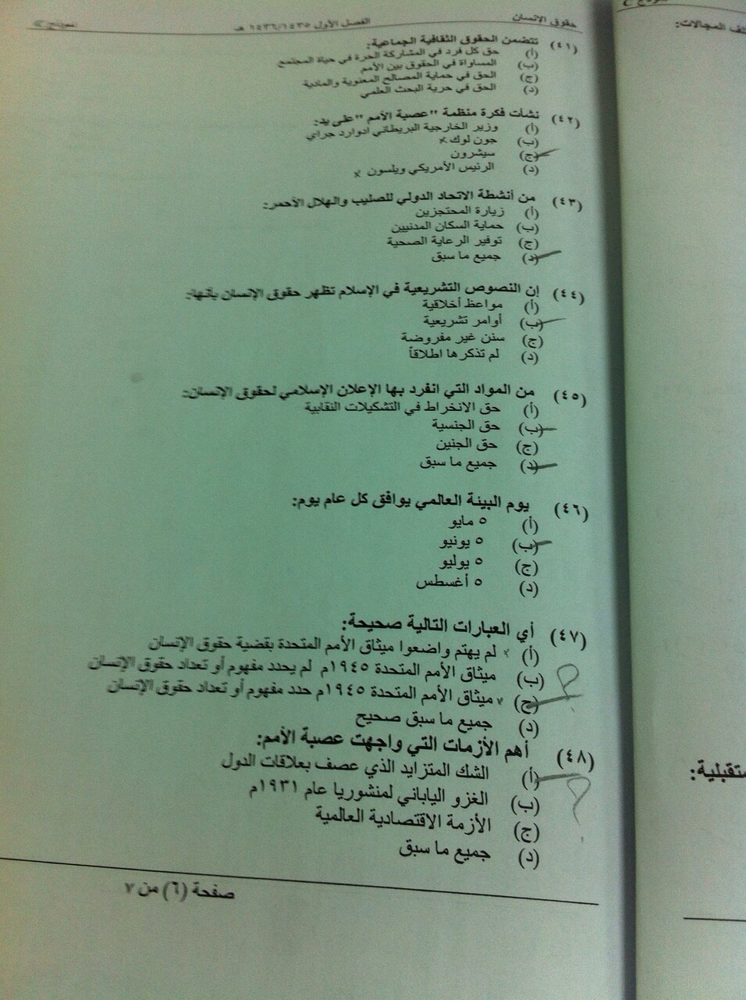 حقوق الإنسان الفصل الأول ١٤٣٦/١٤٣٥ هـ
(٤١) تتضمن الحقوق الثقافية الجماعية:
(أ) حق كل فرد في المشاركة الحرة في حياة المجتمع
(ب) المساواة في الحقوق بين الأمم
(ج) الحق في حماية المصالح المعنوية والمادية
(د) الحق في حرية البحث العلمي
(٤٢) نشأت فكرة منظمة "عصبة الأمم" على يد:
(أ) وزير الخارجية البريطاني ادوارد جراي
(ب) جون لوك x
(ج) سيشرون
(د) الرئيس الأمريكي ويلسون x
(٤٣) من أنشطة الاتحاد الدولي للصليب والهلال الأحمر:
(أ) زيارة المحتجزين
(ب) حماية السكان المدنيين
(ج) توفير الرعاية الصحية
(د) جميع ما سبق
(٤٤) إن النصوص التشريعية في الإسلام تظهر حقوق الإنسان بأنها:
(أ) مواعظ أخلاقية
(ب) أوامر تشريعية
(ج) سنن غير مفروضة
(د) لم تذكرها اطلاقاً
(٤٥) من المواد التي انفرد بها الإعلان الإسلامي لحقوق الإنسان:
(أ) حق الانخراط في التشكيلات النقابية
(ب) حق الجنسية
(ج) حق الجنين
(د) جميع ما سبق
(٤٦) يوم البيئة العالمي يوافق كل عام يوم:
(أ) ٥ مايو
(ب) ٥ يونيو
(ج) ٥ يوليو
(د) ٥ أغسطس
(٤٧) أي العبارات التالية صحيحة:
(أ) لم يهتم واضعوا ميثاق الأمم المتحدة بقضية حقوق الإنسان
(ب) ميثاق الأمم المتحدة ١٩٤٥م لم يحدد مفهوم أو تعداد حقوق الإنسان
(ج) ميثاق الأمم المتحدة ١٩٤٥م حدد مفهوم أو تعداد حقوق الإنسان
(د) جميع ما سبق صحيح
(٤٨) أهم الأزمات التي واجهت عصبة الأمم:
(أ) الشك المتزايد الذي عصف بعلاقات الدول
(ب) الغزو الياباني لمنشوريا عام ١٩٣١م
(ج) الأزمة الاقتصادية العالمية
(د) جميع ما سبق
صفحة (٦) من ٧
المجالات: